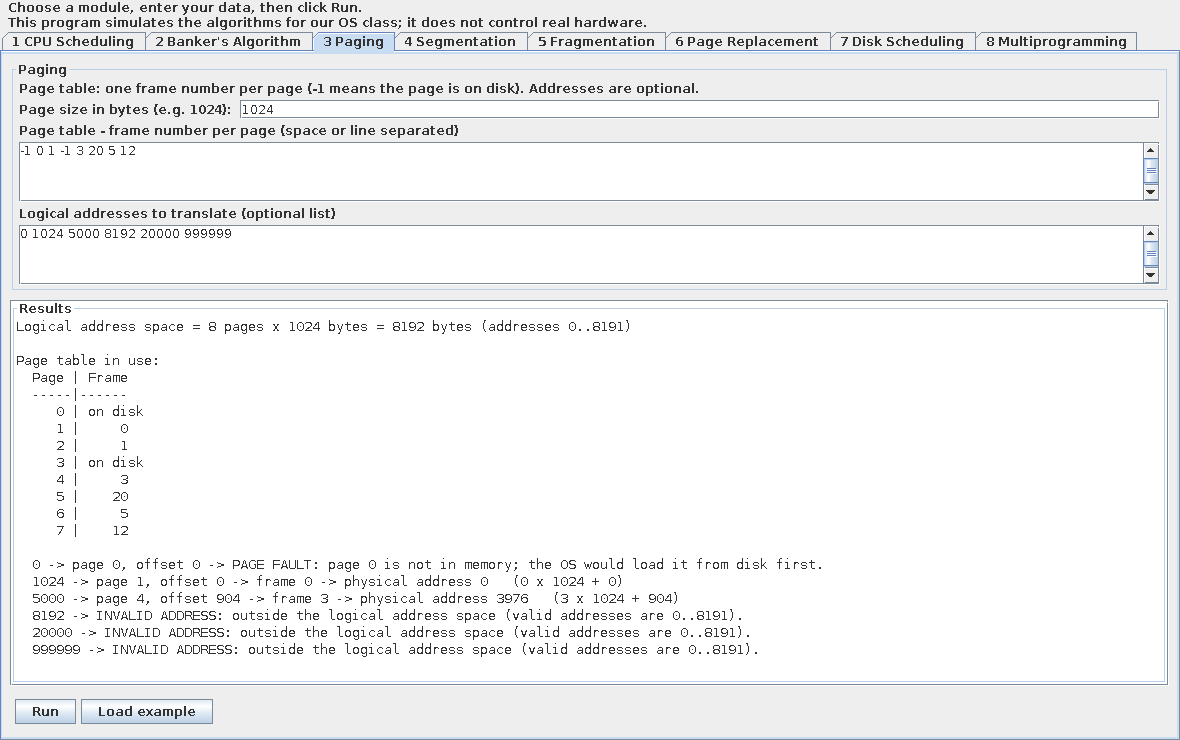 Choose a module, enter your data, then click Run.
This program simulates the algorithms for our OS class; it does not control real hardware.
1 CPU Scheduling 2 Banker's Algorithm 3 Paging 4 Segmentation 5 Fragmentation 6 Page Replacement 7 Disk Scheduling 8 Multiprogramming
Paging
Page table: one frame number per page (-1 means the page is on disk). Addresses are optional.
Page size in bytes (e.g. 1024): 1024
Page table - frame number per page (space or line separated)
-1 0 1 -1 3 20 5 12
Logical addresses to translate (optional list)
0 1024 5000 8192 20000 999999
Results
Logical address space = 8 pages x 1024 bytes = 8192 bytes (addresses 0..8191)
Page table in use:
Page | Frame
-----|------
0 | on disk
1 | 0
2 | 1
3 | on disk
4 | 3
5 | 20
6 | 5
7 | 12
0 -> page 0, offset 0 -> PAGE FAULT: page 0 is not in memory; the OS would load it from disk first.
1024 -> page 1, offset 0 -> frame 0 -> physical address 0 (0 x 1024 + 0)
5000 -> page 4, offset 904 -> frame 3 -> physical address 3976 (3 x 1024 + 904)
8192 -> INVALID ADDRESS: outside the logical address space (valid addresses are 0..8191).
20000 -> INVALID ADDRESS: outside the logical address space (valid addresses are 0..8191).
999999 -> INVALID ADDRESS: outside the logical address space (valid addresses are 0..8191).
Run Load example